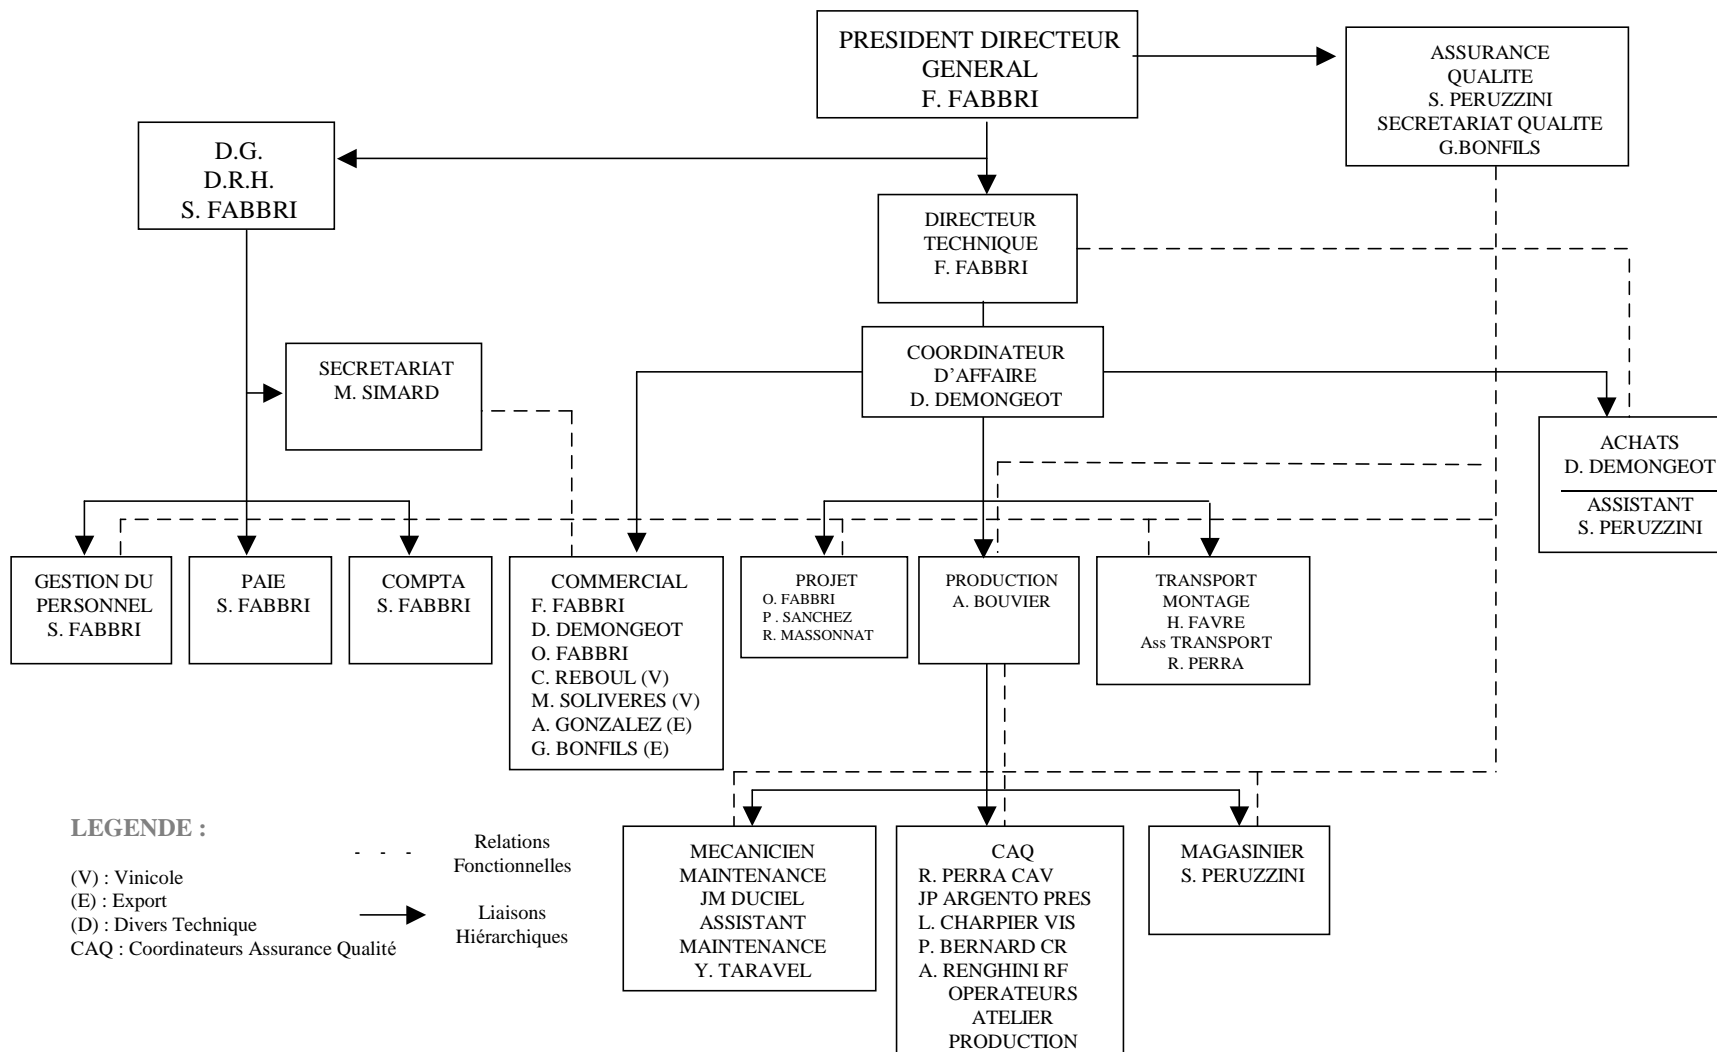 PRESIDENT DIRECTEUR
GENERAL
F. FABBRI
ASSURANCE
QUALITE
S. PERUZZINI
SECRETARIAT QUALITE
G.BONFILS
D.G.
D.R.H.
S. FABBRI
DIRECTEUR
TECHNIQUE
F. FABBRI
SECRETARIAT
M. SIMARD
COORDINATEUR
D’AFFAIRE
D. DEMONGEOT
ACHATS
D. DEMONGEOT
ASSISTANT
S. PERUZZINI
GESTION DU
PERSONNEL
S. FABBRI
PAIE
S. FABBRI
COMPTA
S. FABBRI
COMMERCIAL
F. FABBRI
D. DEMONGEOT
O. FABBRI
C. REBOUL (V)
M. SOLIVERES (V)
A. GONZALEZ (E)
G. BONFILS (E)
PROJET
O. FABBRI
P . SANCHEZ
R. MASSONNAT
PRODUCTION
A. BOUVIER
TRANSPORT
MONTAGE
H. FAVRE
Ass TRANSPORT
R. PERRA
LEGENDE :
(V) : Vinicole
(E) : Export
(D) : Divers Technique
CAQ : Coordinateurs Assurance Qualité
- - -
Relations
Fonctionnelles
Liaisons
Hiérarchiques
MECANICIEN
MAINTENANCE
JM DUCIEL
ASSISTANT
MAINTENANCE
Y. TARAVEL
CAQ
R. PERRA CAV
JP ARGENTO PRES
L. CHARPIER VIS
P. BERNARD CR
A. RENGHINI RF
OPERATEURS
ATELIER
PRODUCTION
MAGASINIER
S. PERUZZINI